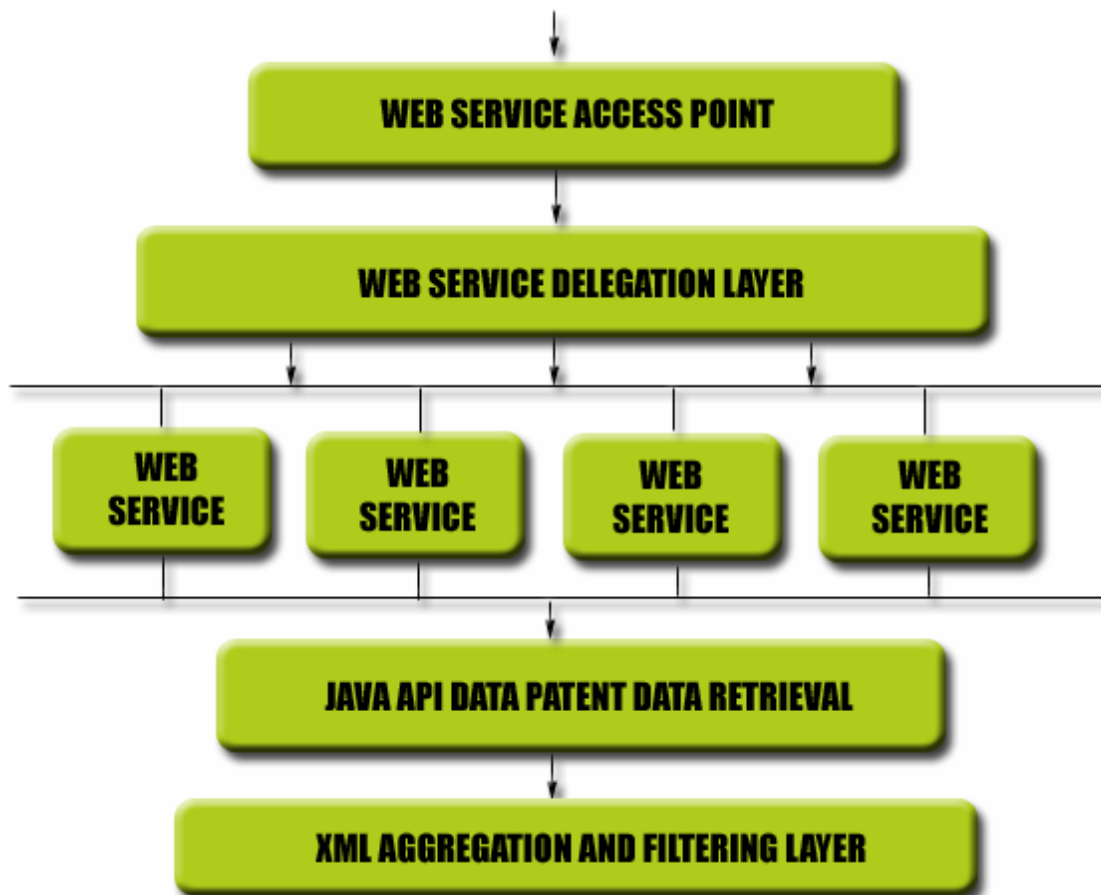 WEB SERVICE ACCESS POINT
WEB SERVICE DELEGATION LAYER
WEB
SERVICE
WEB
SERVICE
WEB
SERVICE
WEB
SERVICE
JAVA API DATA PATENT DATA RETRIEVAL
XML AGGREGATION AND FILTERING LAYER